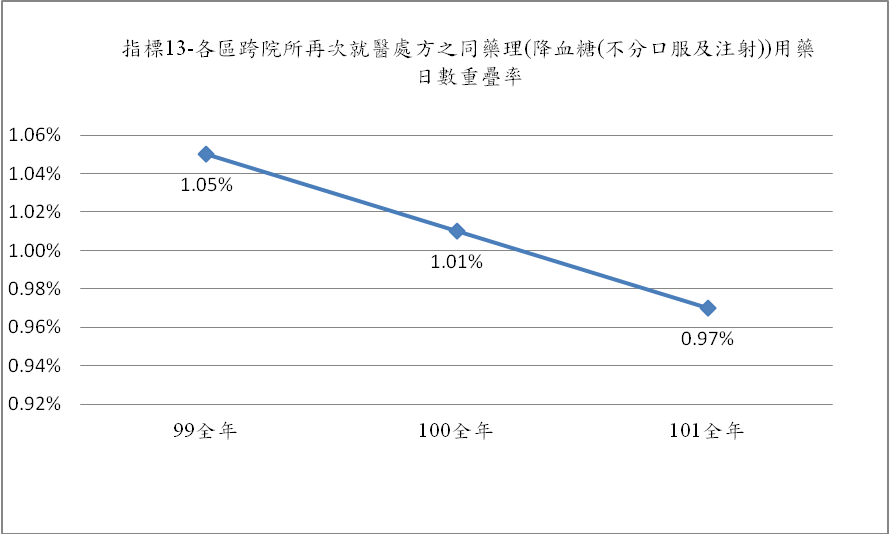 指標13-各區跨院所再次就醫處方之同藥理(降血糖(不分口服及注射))用藥
日數重疊率
1.06%
1.04%
1.02%
1.00%
0.98%
0.96%
0.94%
0.92%
1.05%
1.01%
0.97%
99全年
100全年
101全年